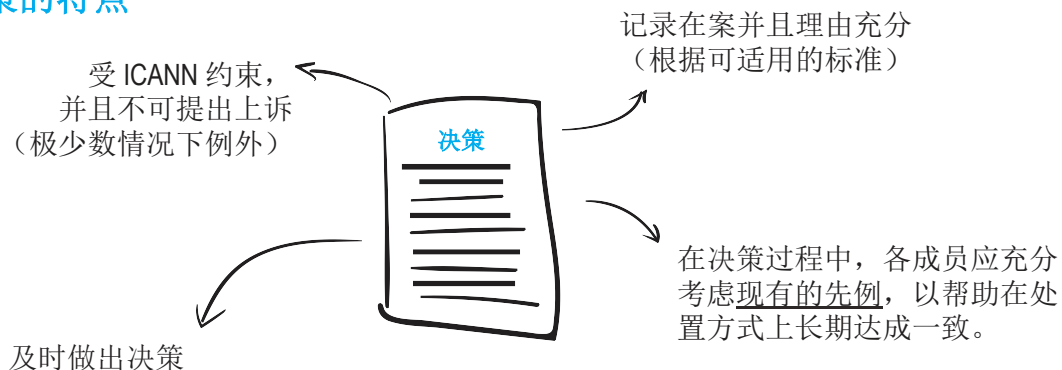 策的特点
记录在案并且理由充分
（根据可适用的标准）
受 ICANN 约束，
并且不可提出上诉
（极少数情况下例外）
决策
在决策过程中，各成员应充分
考虑现有的先例，以帮助在处
置方式上长期达成一致。
及时做出决策